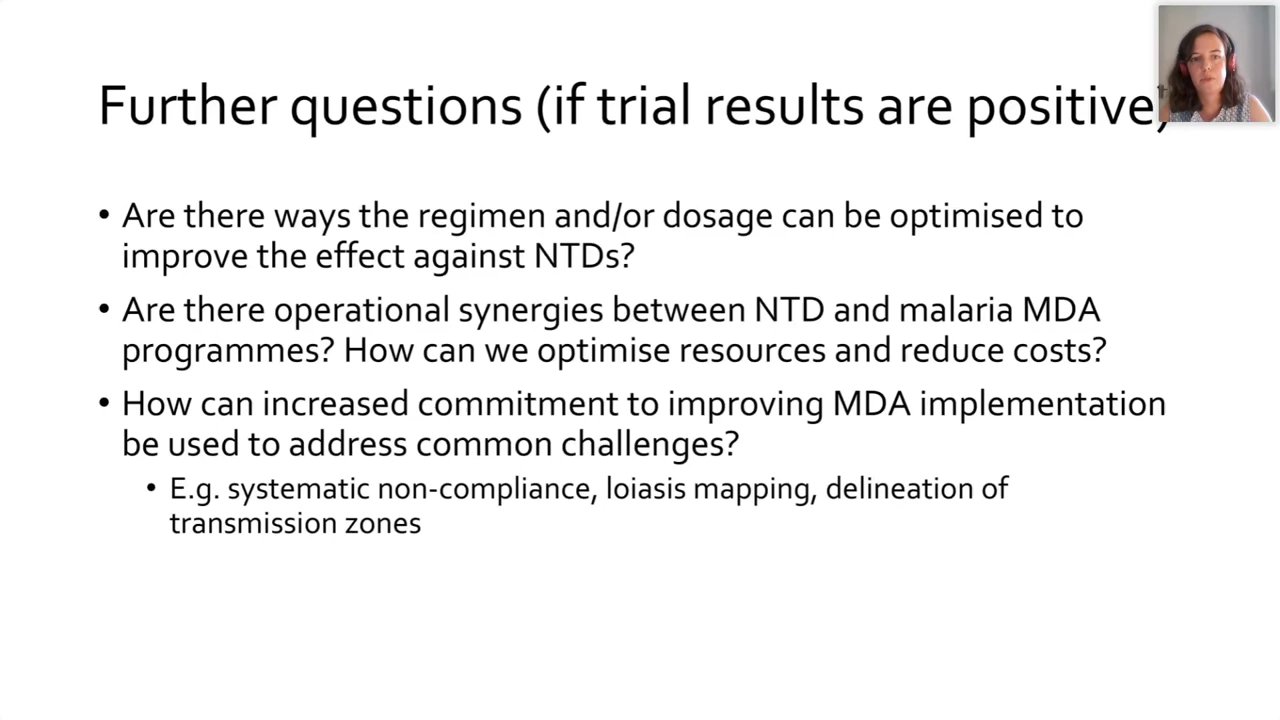 Further questions (if trial results are positive)
• Are there ways the regimen and/or dosage can be optimised to
improve the effect against NTDs?
• Are there operational synergies between NTD and malaria MDA
programmes? How can we optimise resources and reduce costs?
• How can increased commitment to improving MDA implementation
be used to address common challenges?
• E.g. systematic non-compliance, loiasis mapping, delineation of
transmission zones